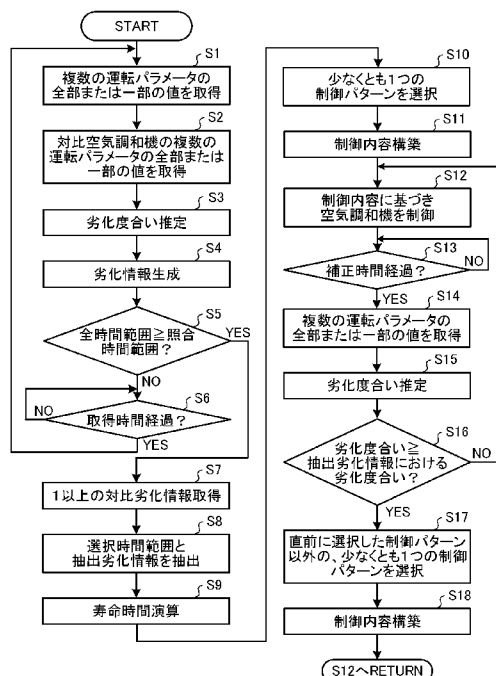 START
S1
複数の運転パラメータの
全部または一部の値を取得
S2
対比空気調和機の複数の
運転パラメータの全部または
一部の値を取得
S3
劣化度合い推定
S4
劣化情報生成
S5
全時間範囲≧照合
時間範囲?
YES
NO
S6
取得時間経過?
NO
YES
S7
1以上の対比劣化情報取得
S8
選択時間範囲と
抽出劣化情報を抽出
S9
寿命時間演算
S10
少なくとも1つの
制御パターンを選択
S11
制御内容構築
S12
制御内容に基づき
空気調和機を制御
S13
補正時間経過?
NO
YES
S14
複数の運転パラメータの
全部または一部の値を取得
S15
劣化度合い推定
S16
劣化度合い≧
抽出劣化情報における
劣化度合い?
NO
YES
S17
直前に選択した制御パターン
以外の、少なくとも1つの制御
パターンを選択
S18
制御内容構築
S12へRETURN